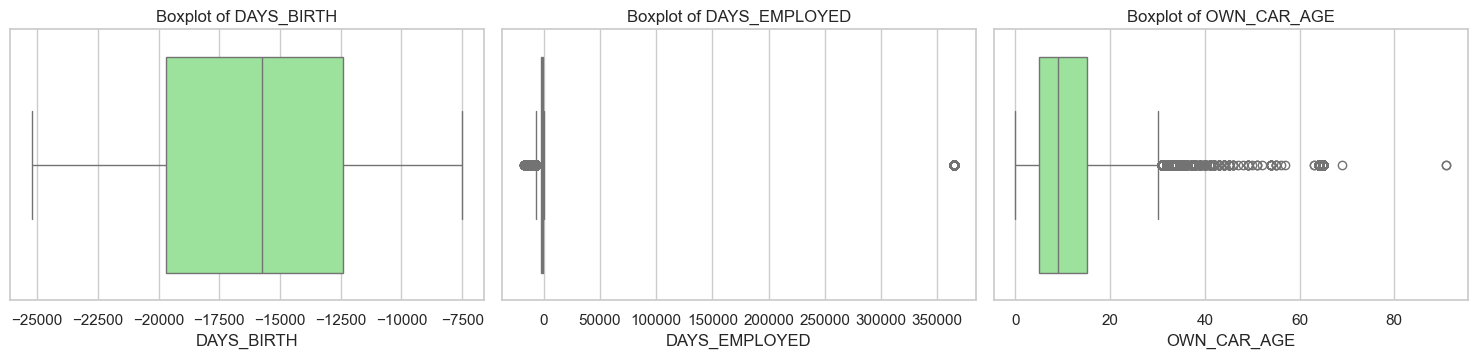 Boxplot of DAYS_BIRTH
−25000 −22500 −20000 −17500 −15000 −12500 −10000 −7500
DAYS_BIRTH
Boxplot of DAYS_EMPLOYED
0 50000 100000 150000 200000 250000 300000 350000
DAYS_EMPLOYED
Boxplot of OWN_CAR_AGE
0 20 40 60 80
OWN_CAR_AGE